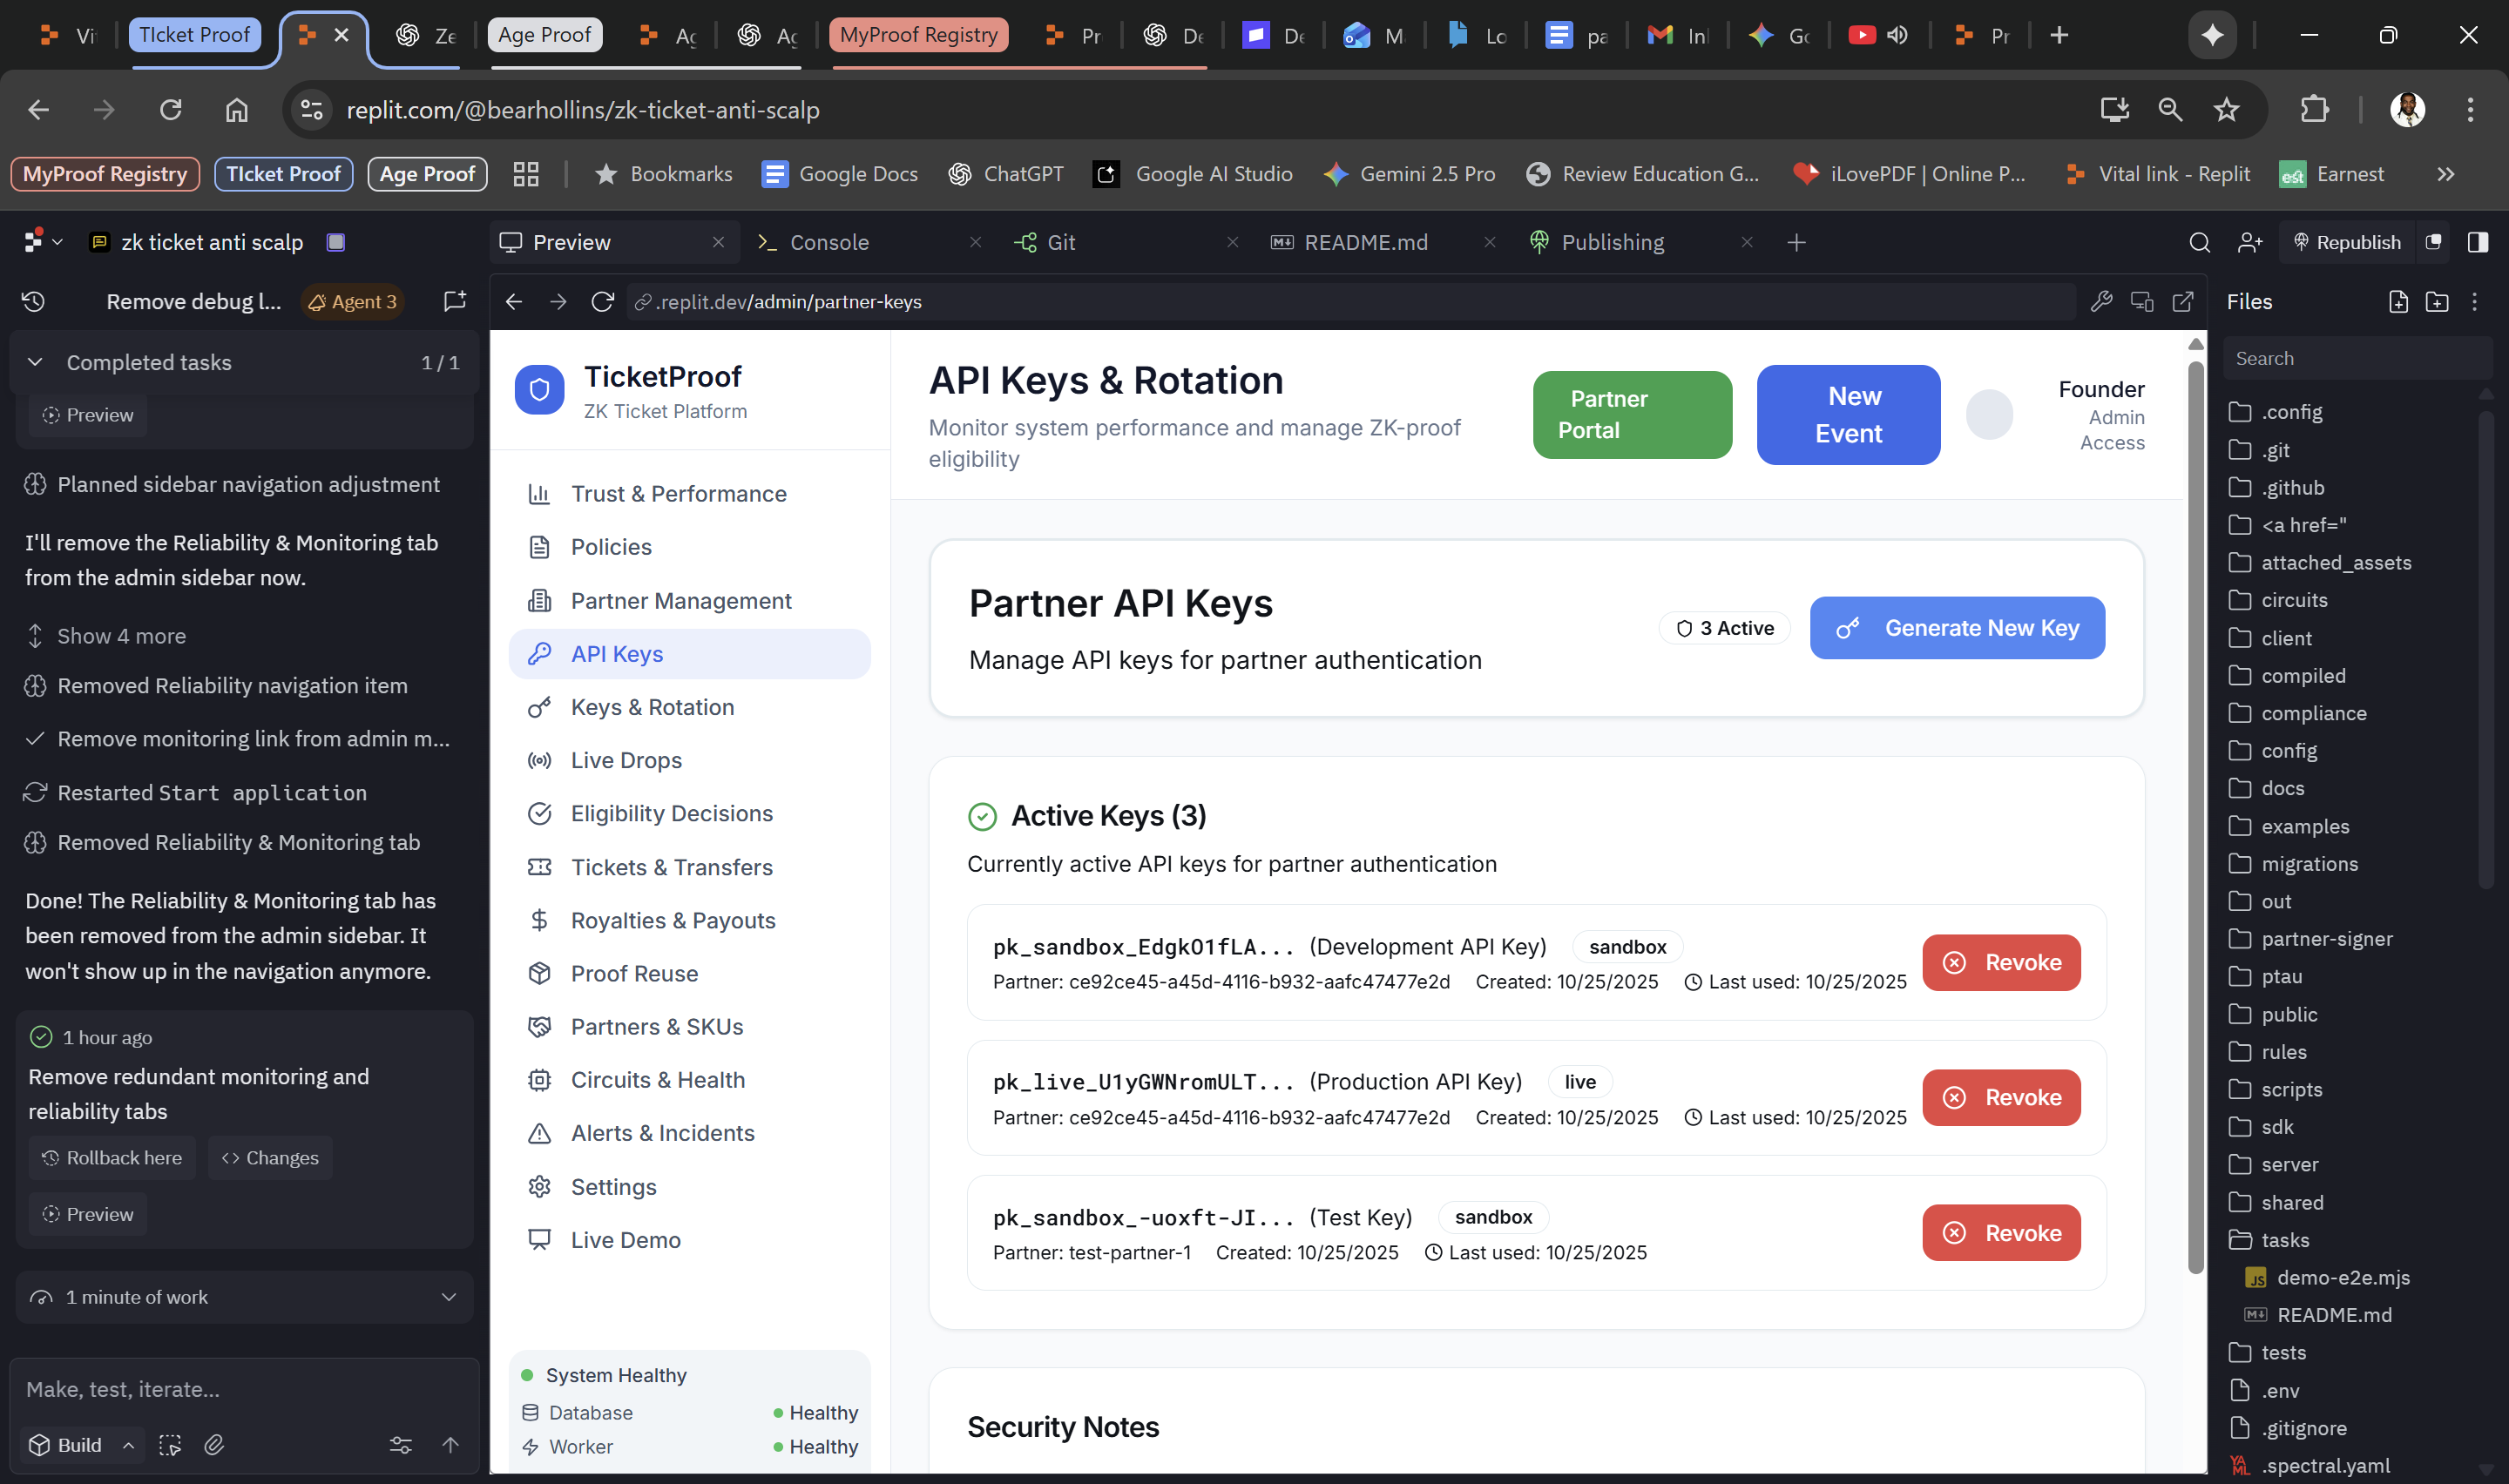 Vi
TIcket Proof
Ze
Age Proof
Ag
Ag
MyProof Registry
Pr
De
De
M
Lo
pa
In
Go
Pr
replit.com/@bearhollins/zk-ticket-anti-scalp
MyProof Registry
TIcket Proof
Age Proof
Bookmarks
Google Docs
ChatGPT
Google AI Studio
Gemini 2.5 Pro
Review Education G...
iLovePDF | Online P...
Vital link - Replit
est
Earnest
zk ticket anti scalp
Preview
Console
Git
README.md
Publishing
Republish
Remove debug l...
Agent 3
Completed tasks
1 / 1
Preview
Planned sidebar navigation adjustment
I'll remove the Reliability & Monitoring tab
from the admin sidebar now.
Show 4 more
Removed Reliability navigation item
Remove monitoring link from admin m...
Restarted Start application
Removed Reliability & Monitoring tab
Done! The Reliability & Monitoring tab has
been removed from the admin sidebar. It
won't show up in the navigation anymore.
1 hour ago
Remove redundant monitoring and
reliability tabs
Rollback here
Changes
Preview
1 minute of work
Make, test, iterate...
Build
.replit.dev/admin/partner-keys
TicketProof
ZK Ticket Platform
Trust & Performance
Policies
Partner Management
API Keys
Keys & Rotation
Live Drops
Eligibility Decisions
Tickets & Transfers
Royalties & Payouts
Proof Reuse
Partners & SKUs
Circuits & Health
Alerts & Incidents
Settings
Live Demo
System Healthy
Database
Healthy
Worker
Healthy
API Keys & Rotation
Monitor system performance and manage ZK-proof
eligibility
Partner
Portal
New
Event
Founder
Admin
Access
Partner API Keys
Manage API keys for partner authentication
3 Active
Generate New Key
Active Keys (3)
Currently active API keys for partner authentication
pk_sandbox_EdgkO1fLA... (Development API Key) sandbox
Partner: ce92ce45-a45d-4116-b932-aafc47477e2d Created: 10/25/2025 Last used: 10/25/2025
Revoke
pk_live_U1yGWNromULT... (Production API Key) live
Partner: ce92ce45-a45d-4116-b932-aafc47477e2d Created: 10/25/2025 Last used: 10/25/2025
Revoke
pk_sandbox_-uoxft-JI... (Test Key) sandbox
Partner: test-partner-1 Created: 10/25/2025 Last used: 10/25/2025
Revoke
Security Notes
Files
Search
.config
.git
.github
<a href="
attached_assets
circuits
client
compiled
compliance
config
docs
examples
migrations
out
partner-signer
ptau
public
rules
scripts
sdk
server
shared
tasks
JS demo-e2e.mjs
README.md
tests
.env
.gitignore
YAML .spectral.yaml